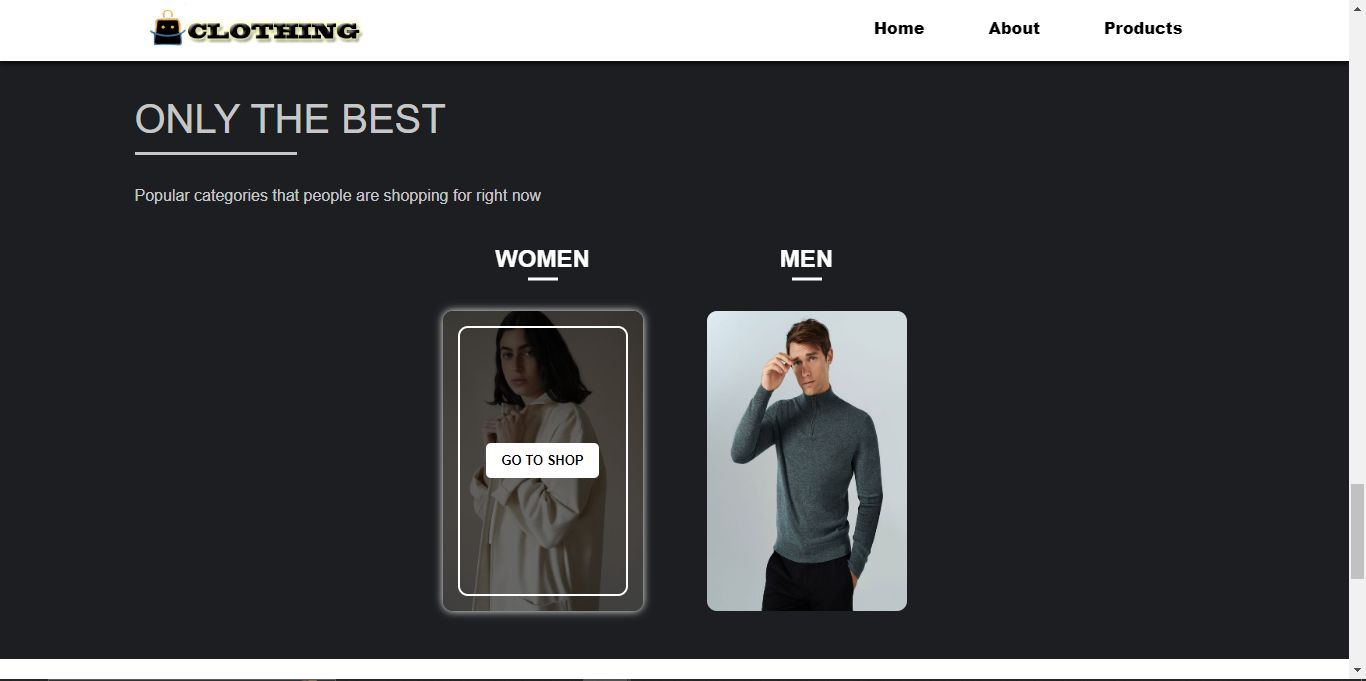 CLOTHING
Home
About
Products
ONLY THE BEST
Popular categories that people are shopping for right now
WOMEN
MEN
GO TO SHOP